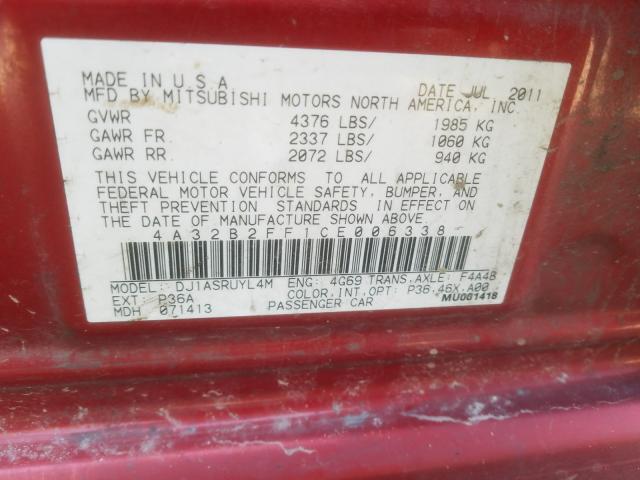 MADE IN U.S.A DATE JUL 2011
MFD BY MITSUBISHI MOTORS NORTH AMERICA, INC.
GVWR 4376 LBS/ 1985 KG
GAWR FR 2337 LBS/ 1060 KG
GAWR RR 2072 LBS/ 940 KG
THIS VEHICLE CONFORMS TO ALL APPLICABLE
FEDERAL MOTOR VEHICLE SAFETY, BUMPER, AND
THEFT PREVENTION STANDARDS IN EFFECT ON
THE DATE OF MANUFACTURE SHOWN ABOVE.
4A32B2FF1CE006338
MODEL: DJ1ASRUYL4M ENG: 4G69 TRANS,AXLE: F4A4B
EXT: P36A COLOR,INT,OPT: P36,46X,A00
MDH 071413 PASSENGER CAR MU001418